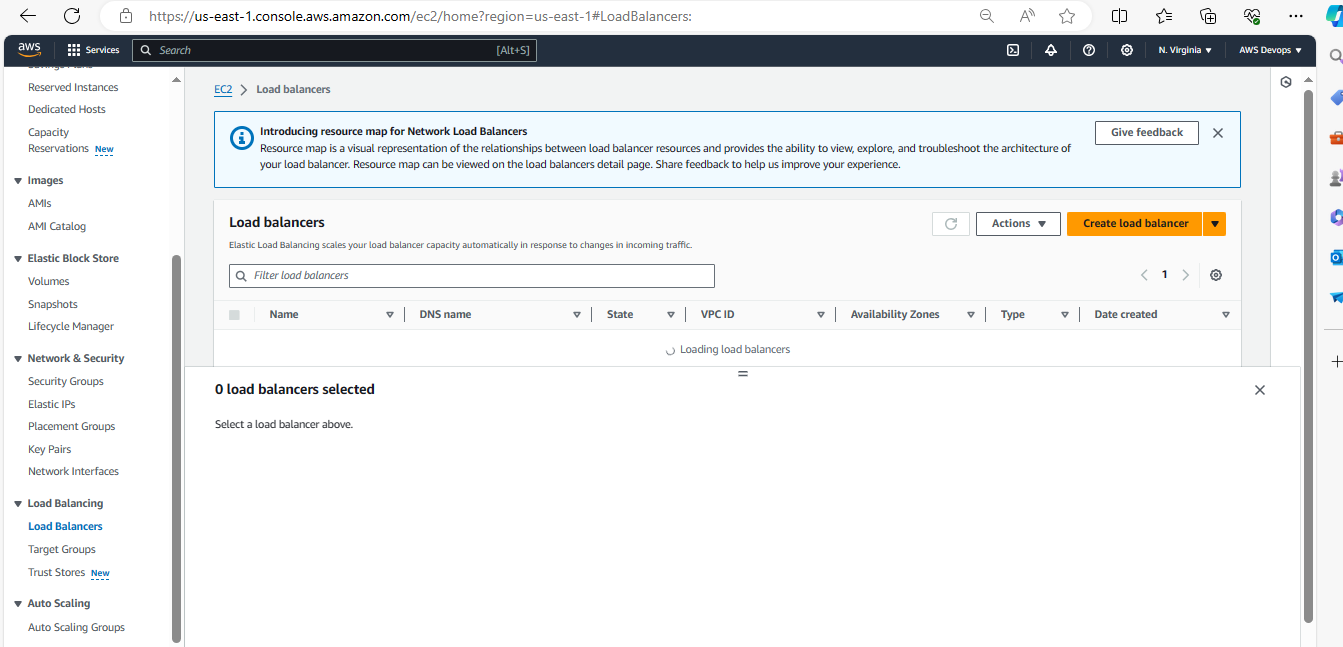 https://us-east-1.console.aws.amazon.com/ec2/home?region=us-east-1#LoadBalancers:
aws
Services
Search
[Alt+S]
N. Virginia
AWS Devops
Reserved Instances
Dedicated Hosts
Capacity
Reservations New
Images
AMIs
AMI Catalog
Elastic Block Store
Volumes
Snapshots
Lifecycle Manager
Network & Security
Security Groups
Elastic IPs
Placement Groups
Key Pairs
Network Interfaces
Load Balancing
Load Balancers
Target Groups
Trust Stores New
Auto Scaling
Auto Scaling Groups
EC2 > Load balancers
Introducing resource map for Network Load Balancers
Resource map is a visual representation of the relationships between load balancer resources and provides the ability to view, explore, and troubleshoot the architecture of
your load balancer. Resource map can be viewed on the load balancers detail page. Share feedback to help us improve your experience.
Give feedback
Load balancers
Elastic Load Balancing scales your load balancer capacity automatically in response to changes in incoming traffic.
Actions
Create load balancer
Filter load balancers
1
Name DNS name State VPC ID Availability Zones Type Date created
Loading load balancers
0 load balancers selected
Select a load balancer above.